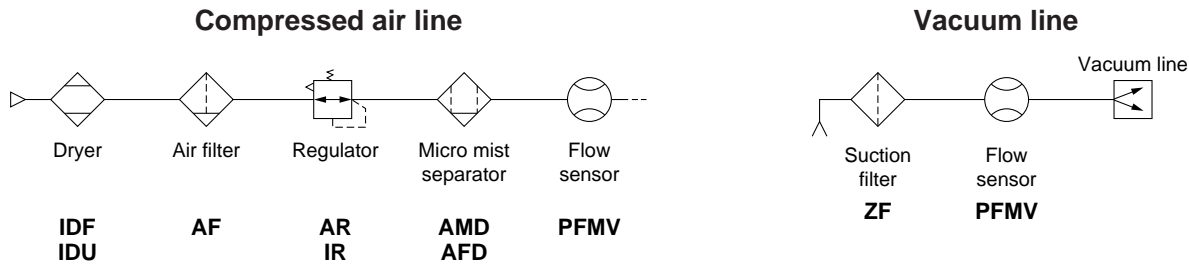 Compressed air line
Dryer
Air filter
Regulator
Micro mist
separator
Flow
sensor
IDF
IDU
AF
AR
IR
AMD
AFD
PFMV
Vacuum line
Vacuum line
Suction
filter
Flow
sensor
ZF
PFMV